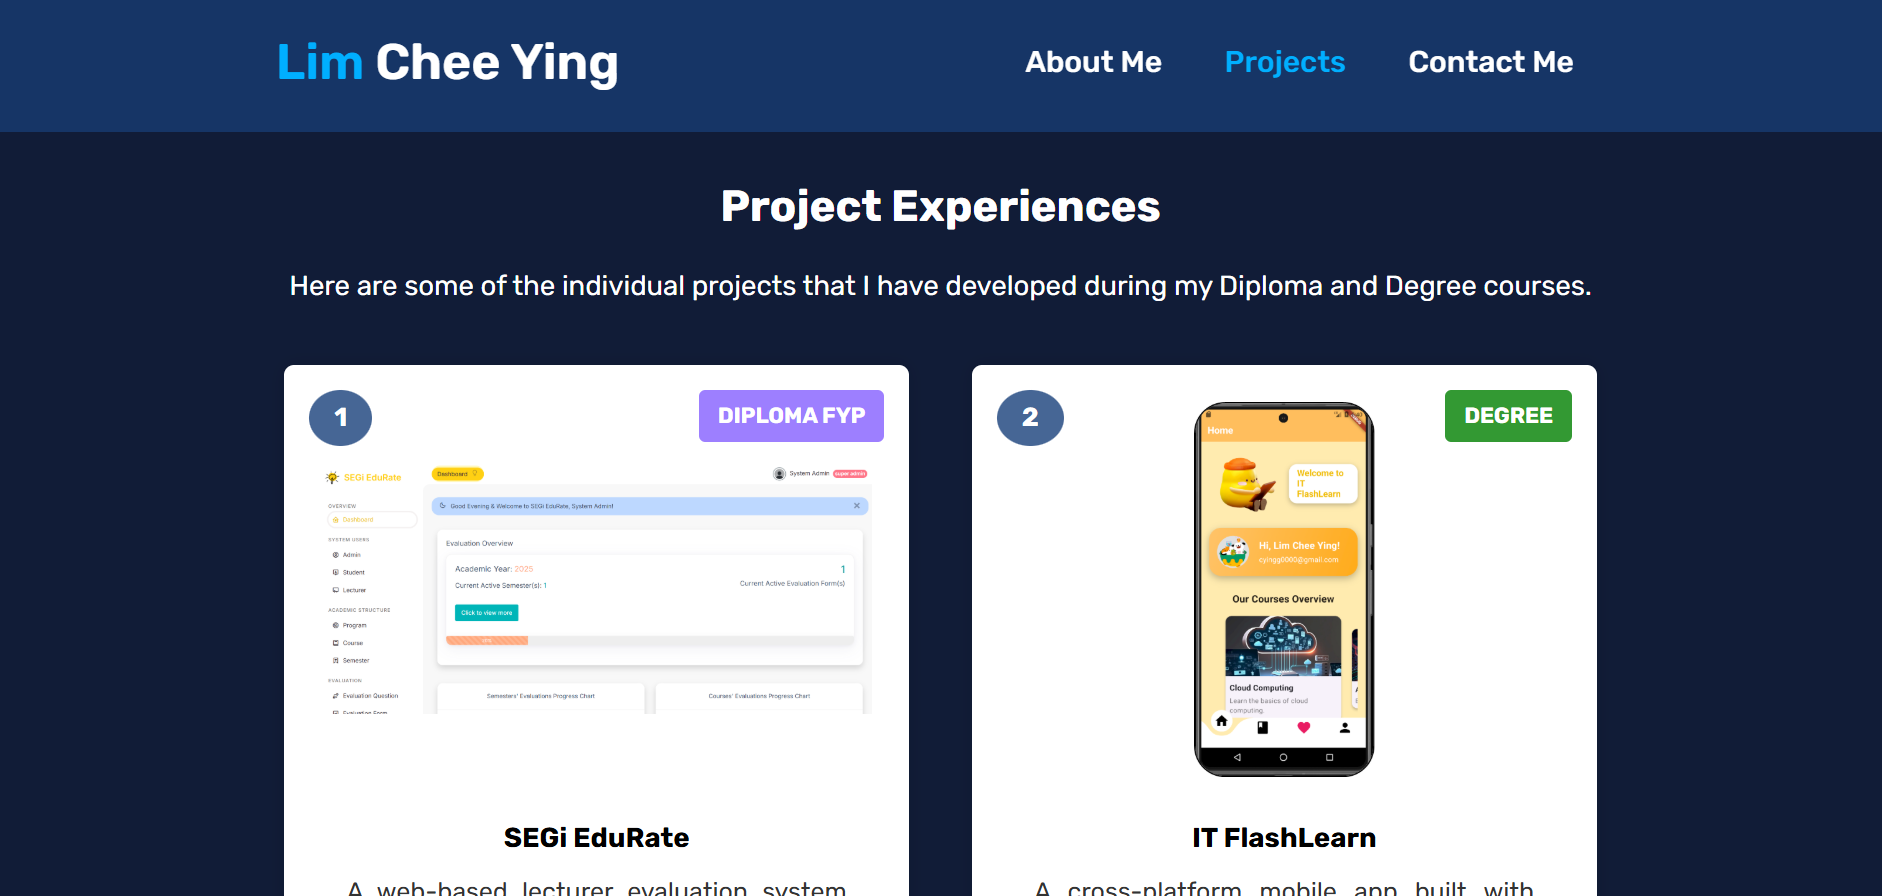 Lim Chee Ying
About Me
Projects
Contact Me
Project Experiences
Here are some of the individual projects that I have developed during my Diploma and Degree courses.
1
DIPLOMA FYP
SEGi EduRate
Dashboard
System Admin
super admin
OVERVIEW
Dashboard
Good Evening & Welcome to SEGi EduRate, System Admin!
SYSTEM USERS
Admin
Student
Lecturer
ACADEMIC STRUCTURE
Program
Course
Semester
EVALUATION
Evaluation Question
Evaluation Form
Evaluation Overview
Academic Year: 2025
1
Current Active Semester(s): 1
Current Active Evaluation Form(s)
Click to view more
Semesters' Evaluations Progress Chart
Courses' Evaluations Progress Chart
SEGi EduRate
A web-based lecturer evaluation system
2
DEGREE
Home
Welcome to
IT
FlashLearn
Hi, Lim Chee Ying!
cyingg0000@gmail.com
Our Courses Overview
Cloud Computing
Learn the basics of cloud
computing.
IT FlashLearn
A cross-platform mobile app built with